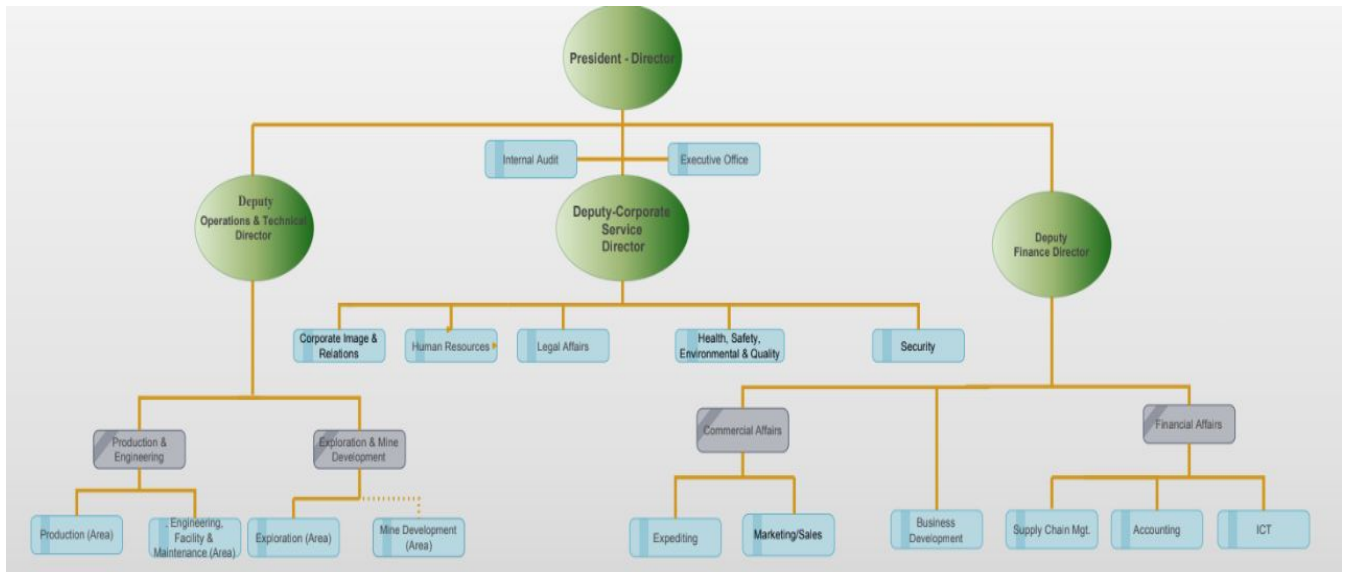 President - Director
Internal Audit
Executive Office
Deputy
Operations & Technical
Director
Deputy-Corporate
Service
Director
Deputy
Finance Director
Corporate Image &
Relations
Human Resources
Legal Affairs
Health, Safety,
Environmental & Quality
Security
Production &
Engineering
Exploration & Mine
Development
Commercial Affairs
Financial Affairs
Production (Area)
. Engineering,
Facility &
Maintenance (Area)
Exploration (Area)
Mine Development
(Area)
Expediting
Marketing/Sales
Business
Development
Supply Chain Mgt.
Accounting
ICT